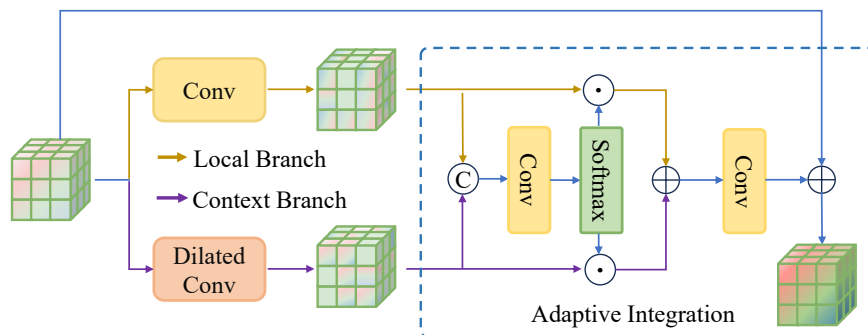 Conv
Local Branch
Context Branch
Dilated
Conv
C
Conv
Softmax
Conv
Adaptive Integration